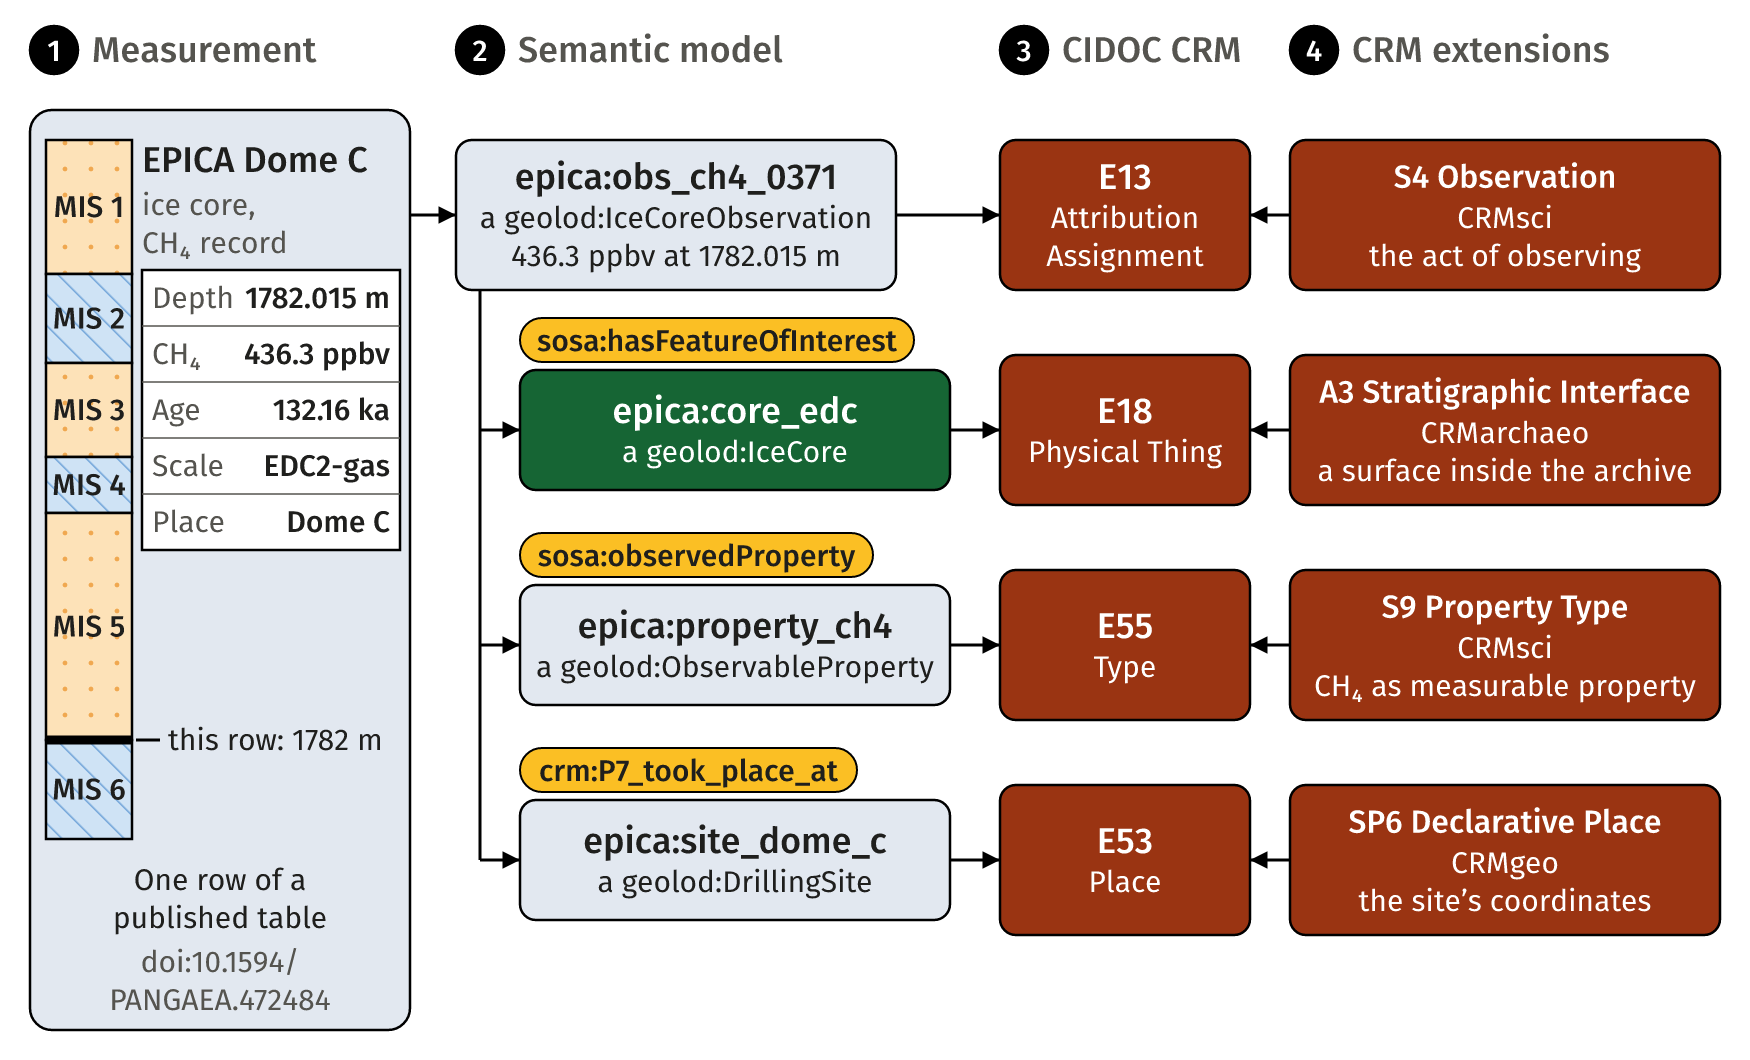 1 Measurement
2 Semantic model
3 CIDOC CRM
4 CRM extensions
MIS 1
MIS 2
MIS 3
MIS 4
MIS 5
MIS 6
EPICA Dome C
ice core,
CH₄ record
Depth 1782.015 m
CH₄ 436.3 ppbv
Age 132.16 ka
Scale EDC2-gas
Place Dome C
this row: 1782 m
One row of a
published table
doi:10.1594/
PANGAEA.472484
epica:obs_ch4_0371
a geolod:IceCoreObservation
436.3 ppbv at 1782.015 m
sosa:hasFeatureOfInterest
epica:core_edc
a geolod:IceCore
sosa:observedProperty
epica:property_ch4
a geolod:ObservableProperty
crm:P7_took_place_at
epica:site_dome_c
a geolod:DrillingSite
E13
Attribution
Assignment
E18
Physical Thing
E55
Type
E53
Place
S4 Observation
CRMsci
the act of observing
A3 Stratigraphic Interface
CRMarchaeo
a surface inside the archive
S9 Property Type
CRMsci
CH₄ as measurable property
SP6 Declarative Place
CRMgeo
the site’s coordinates